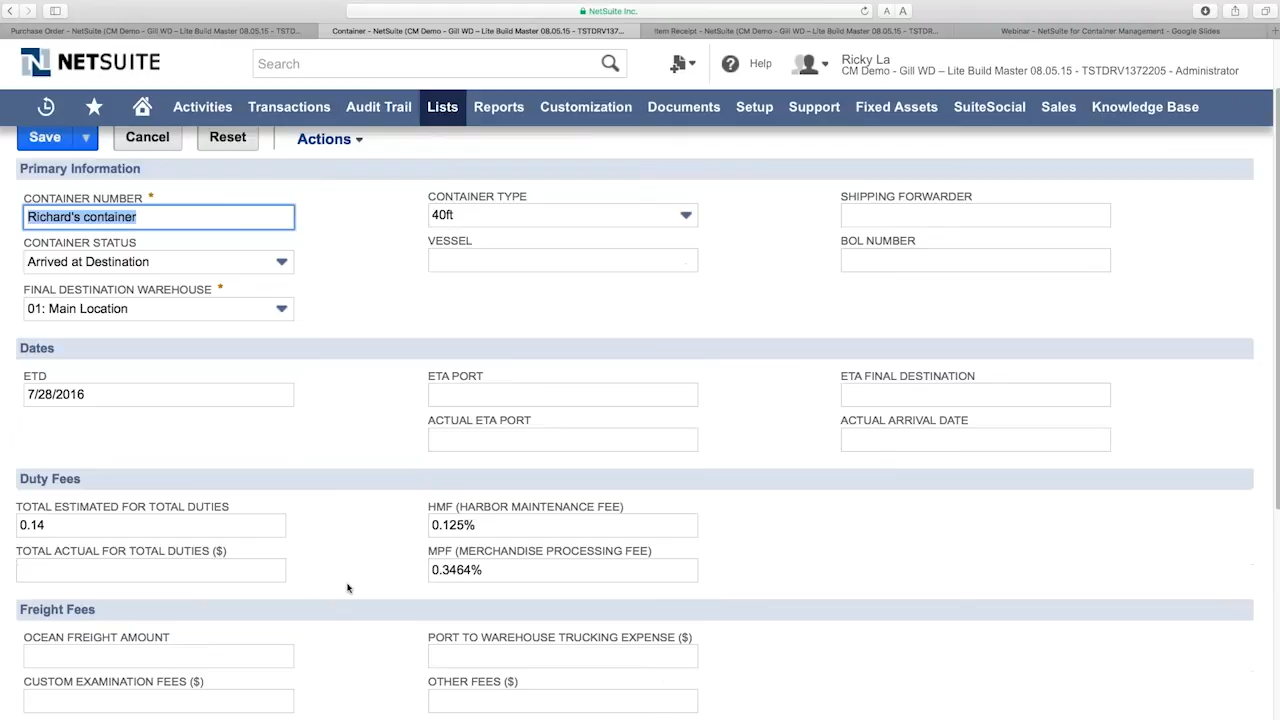 NetSuite Inc.
A A
Purchase Order - NetSuite (CM Demo - Gill WD – Lite Build Master 08.05.15 - TSTD...
Container - NetSuite (CM Demo - Gill WD – Lite Build Master 08.05.15 - TSTDRV137...
Item Receipt - NetSuite (CM Demo - Gill WD – Lite Build Master 08.05.15 - TSTDR...
Webinar - NetSuite for Container Management - Google Slides
N NETSUITE
Search
Help
Ricky La
CM Demo - Gill WD – Lite Build Master 08.05.15 - TSTDRV1372205 - Administrator
Activities Transactions Audit Trail Lists Reports Customization Documents Setup Support Fixed Assets SuiteSocial Sales Knowledge Base
Save Cancel Reset Actions
Primary Information
CONTAINER NUMBER *
Richard's container
CONTAINER STATUS
Arrived at Destination
FINAL DESTINATION WAREHOUSE *
01: Main Location
CONTAINER TYPE
40ft
VESSEL
SHIPPING FORWARDER
BOL NUMBER
Dates
ETD
7/28/2016
ETA PORT
ACTUAL ETA PORT
ETA FINAL DESTINATION
ACTUAL ARRIVAL DATE
Duty Fees
TOTAL ESTIMATED FOR TOTAL DUTIES
0.14
TOTAL ACTUAL FOR TOTAL DUTIES ($)
HMF (HARBOR MAINTENANCE FEE)
0.125%
MPF (MERCHANDISE PROCESSING FEE)
0.3464%
Freight Fees
OCEAN FREIGHT AMOUNT
CUSTOM EXAMINATION FEES ($)
PORT TO WAREHOUSE TRUCKING EXPENSE ($)
OTHER FEES ($)